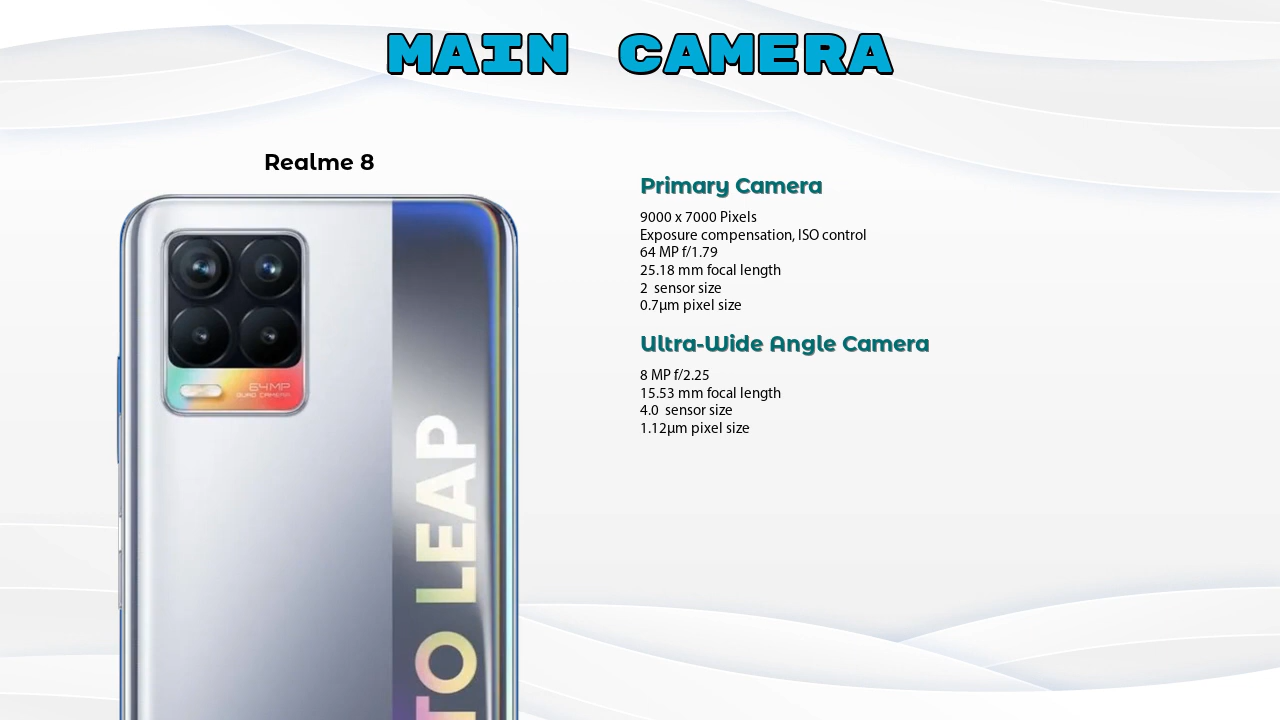 MAIN CAMERA
Realme 8
Primary Camera
9000 x 7000 Pixels
Exposure compensation, ISO control
64 MP f/1.79
25.18 mm focal length
2  sensor size
0.7µm pixel size
Ultra-Wide Angle Camera
8 MP f/2.25
15.53 mm focal length
4.0  sensor size
1.12µm pixel size
64MP
QUAD CAMERA
TO LEAP